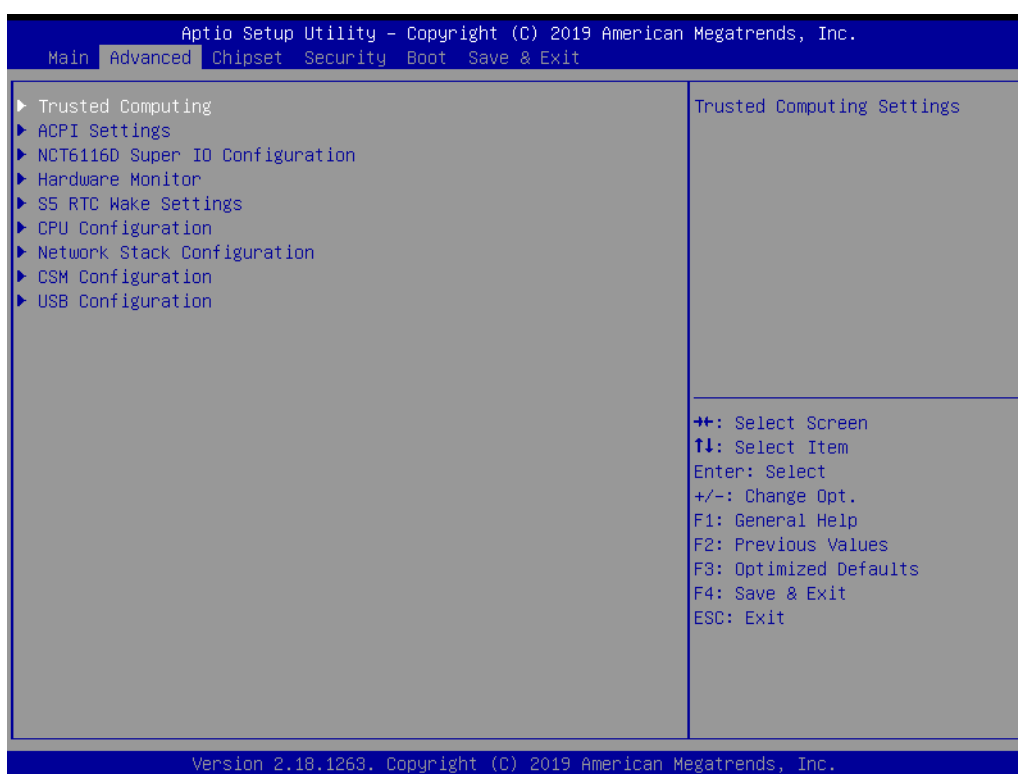 Aptio Setup Utility – Copyright (C) 2019 American Megatrends, Inc.
Main Advanced Chipset Security Boot Save & Exit
Trusted Computing
ACPI Settings
NCT6116D Super IO Configuration
Hardware Monitor
S5 RTC Wake Settings
CPU Configuration
Network Stack Configuration
CSM Configuration
USB Configuration
Trusted Computing Settings
→←: Select Screen
↑↓: Select Item
Enter: Select
+/-: Change Opt.
F1: General Help
F2: Previous Values
F3: Optimized Defaults
F4: Save & Exit
ESC: Exit
Version 2.18.1263. Copyright (C) 2019 American Megatrends, Inc.